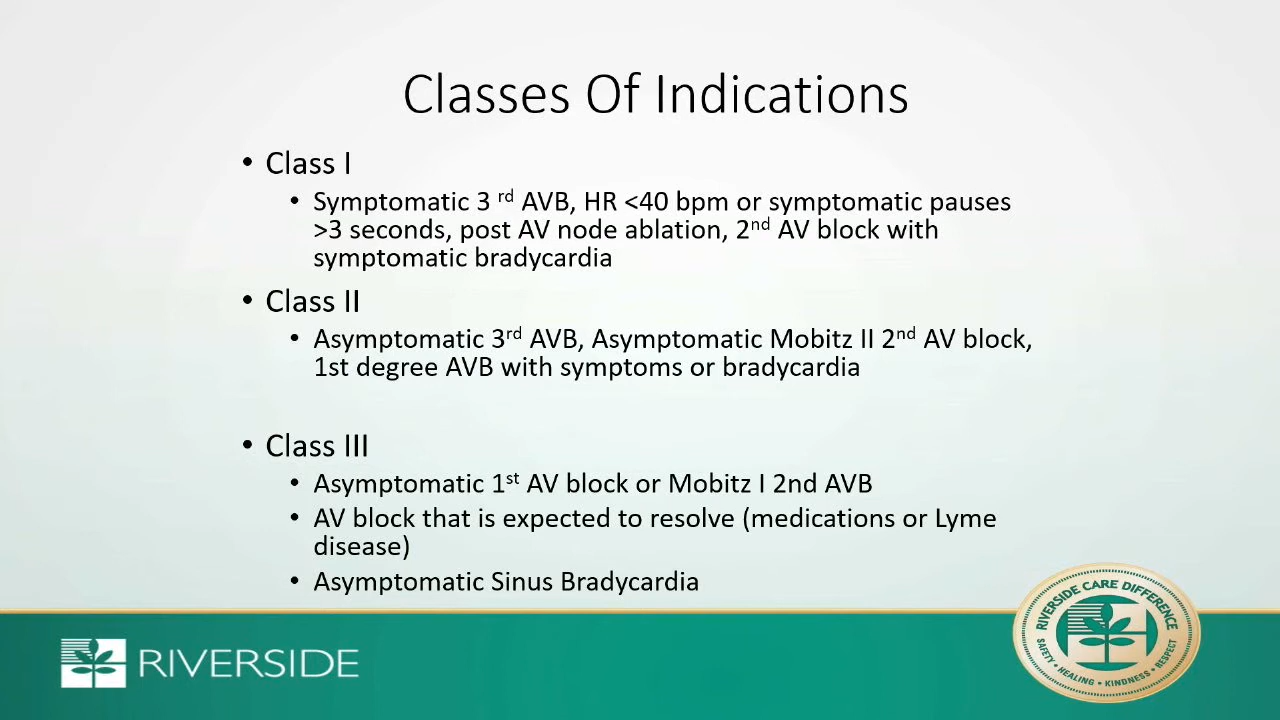 Classes Of Indications
• Class I
• Symptomatic 3 rd AVB, HR <40 bpm or symptomatic pauses
>3 seconds, post AV node ablation, 2nd AV block with
symptomatic bradycardia
• Class II
• Asymptomatic 3rd AVB, Asymptomatic Mobitz II 2nd AV block,
1st degree AVB with symptoms or bradycardia
• Class III
• Asymptomatic 1st AV block or Mobitz I 2nd AVB
• AV block that is expected to resolve (medications or Lyme
disease)
• Asymptomatic Sinus Bradycardia
RIVERSIDE
RIVERSIDE CARE DIFFERENCE
SAFETY • HEALING • KINDNESS • RESPECT